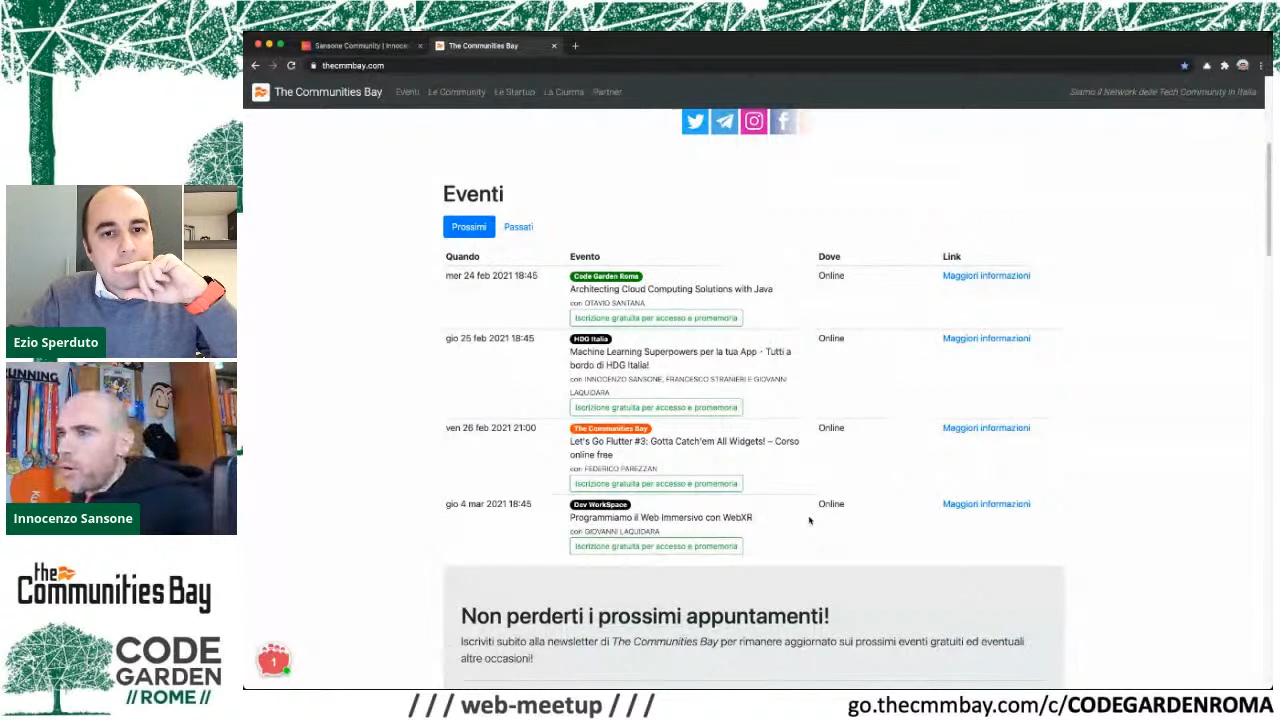 Sansone Community | Innoce
The Communities Bay
thecmmbay.com
The Communities Bay
Eventi
Le Community
Le Startup
La Ciurma
Partner
Siamo il Network delle Tech Community in Italia
Eventi
Prossimi
Passati
Quando
Evento
Dove
Link
mer 24 feb 2021 18:45
Code Garden Roma
Online
Maggiori informazioni
Architecting Cloud Computing Solutions with Java
con OTAVIO SANTANA
Iscrizione gratuita per accesso e promemoria
gio 25 feb 2021 18:45
HDG Italia
Online
Maggiori informazioni
Machine Learning Superpowers per la tua App - Tutti a
bordo di HDG Italia!
con INNOCENZO SANSONE, FRANCESCO STRANIERI E GIOVANNI
LAQUIDARA
Iscrizione gratuita per accesso e promemoria
ven 26 feb 2021 21:00
The Communities Bay
Online
Maggiori informazioni
Let's Go Flutter #3: Gotta Catch'em All Widgets! – Corso
online free
con FEDERICO PAREZZAN
Iscrizione gratuita per accesso e promemoria
gio 4 mar 2021 18:45
Dev WorkSpace
Online
Maggiori informazioni
Programmiamo il Web Immersivo con WebXR
con GIOVANNI LAQUIDARA
Iscrizione gratuita per accesso e promemoria
Non perderti i prossimi appuntamenti!
Iscriviti subito alla newsletter di The Communities Bay per rimanere aggiornato sui prossimi eventi gratuiti ed eventuali
altre occasioni!
1
Ezio Sperduto
RUNNING
Innocenzo Sansone
the
Communities Bay
CODE
GARDEN
// ROME //
/ / / web-meetup / / /
go.thecmmbay.com/c/CODEGARDENROMA